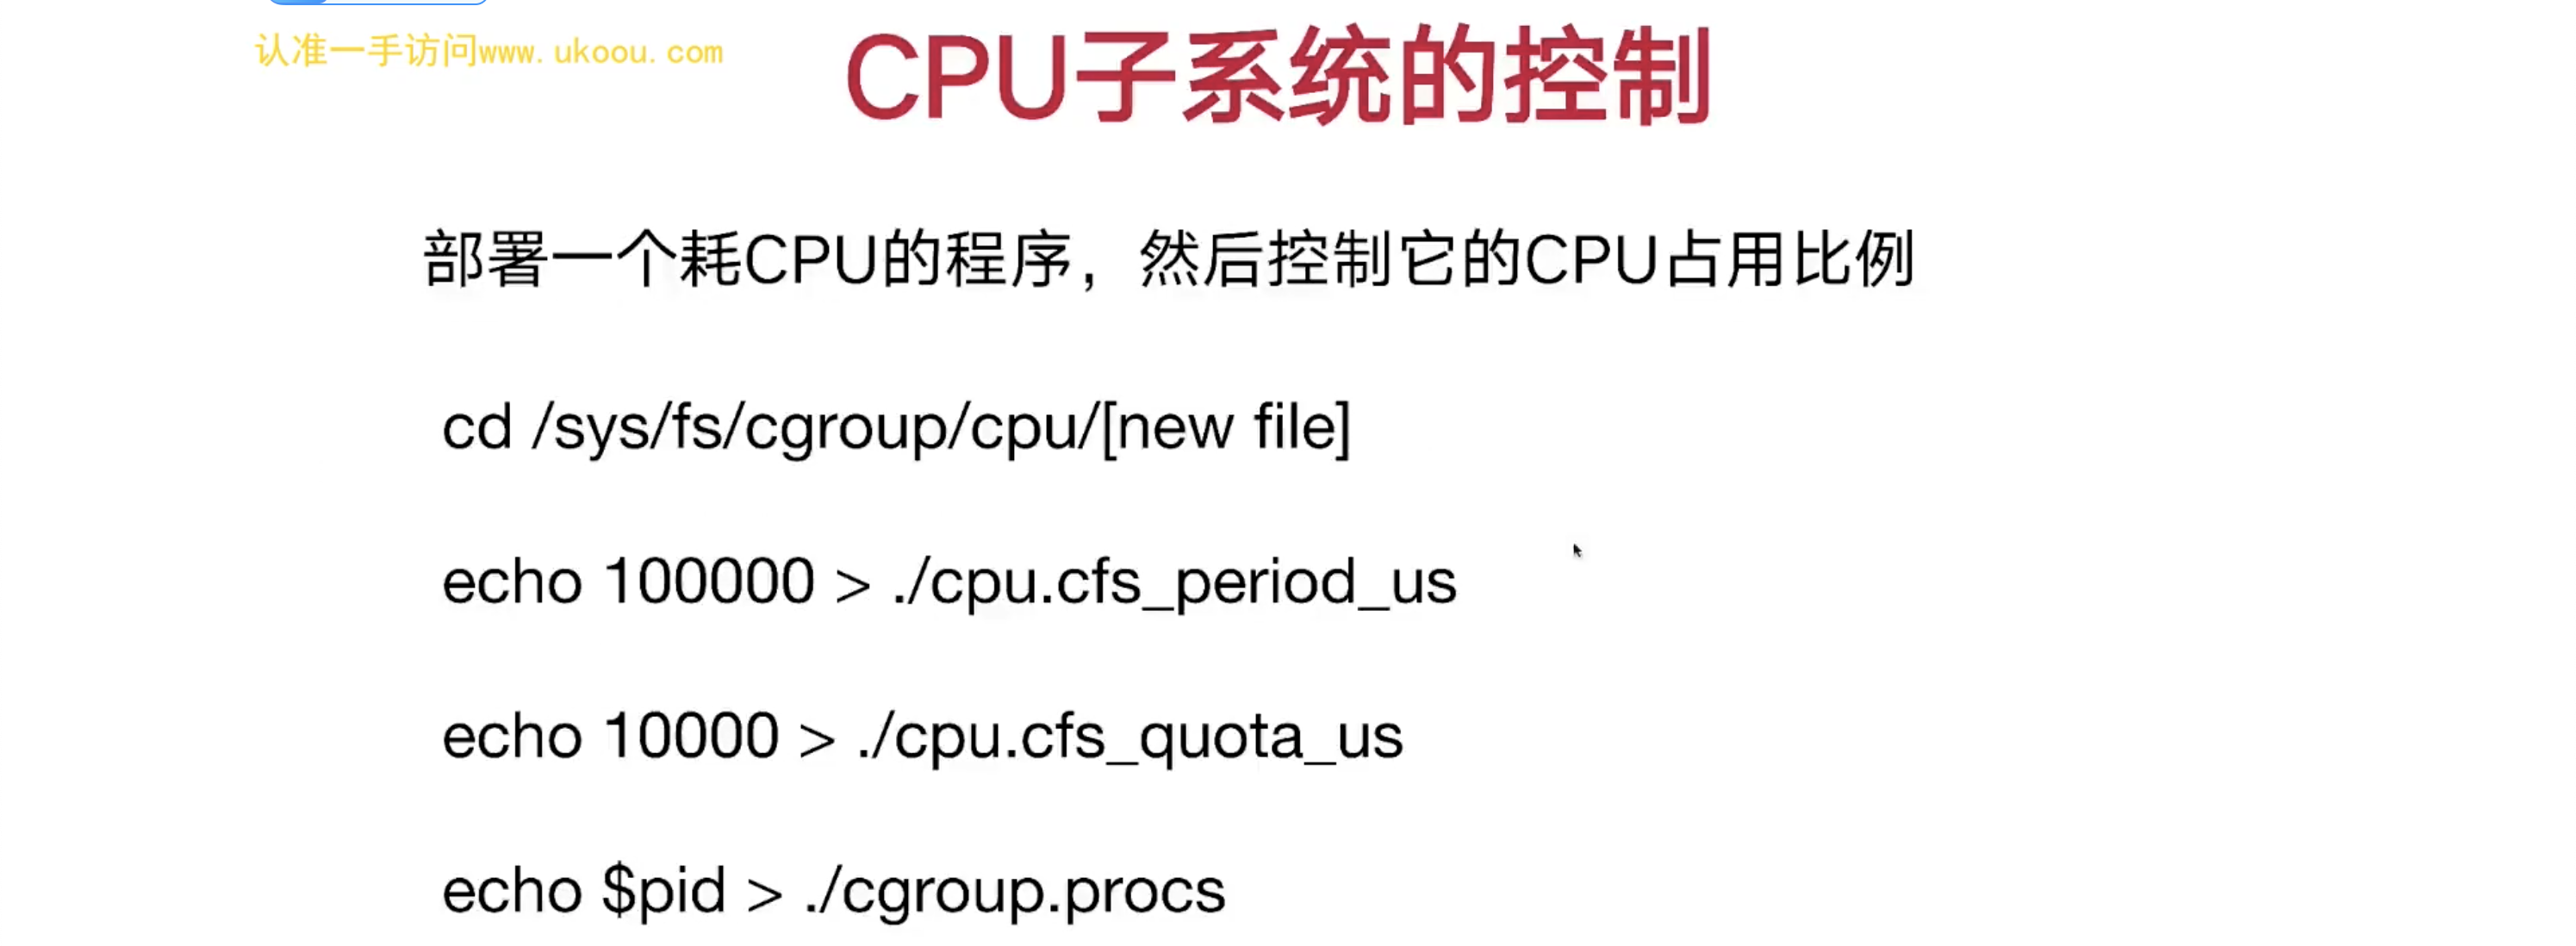 认准一手访问www.ukoou.com
CPU子系统的控制
部署一个耗CPU的程序，然后控制它的CPU占用比例
cd /sys/fs/cgroup/cpu/[new file]
echo 100000 > ./cpu.cfs_period_us
echo 10000 > ./cpu.cfs_quota_us
echo $pid > ./cgroup.procs